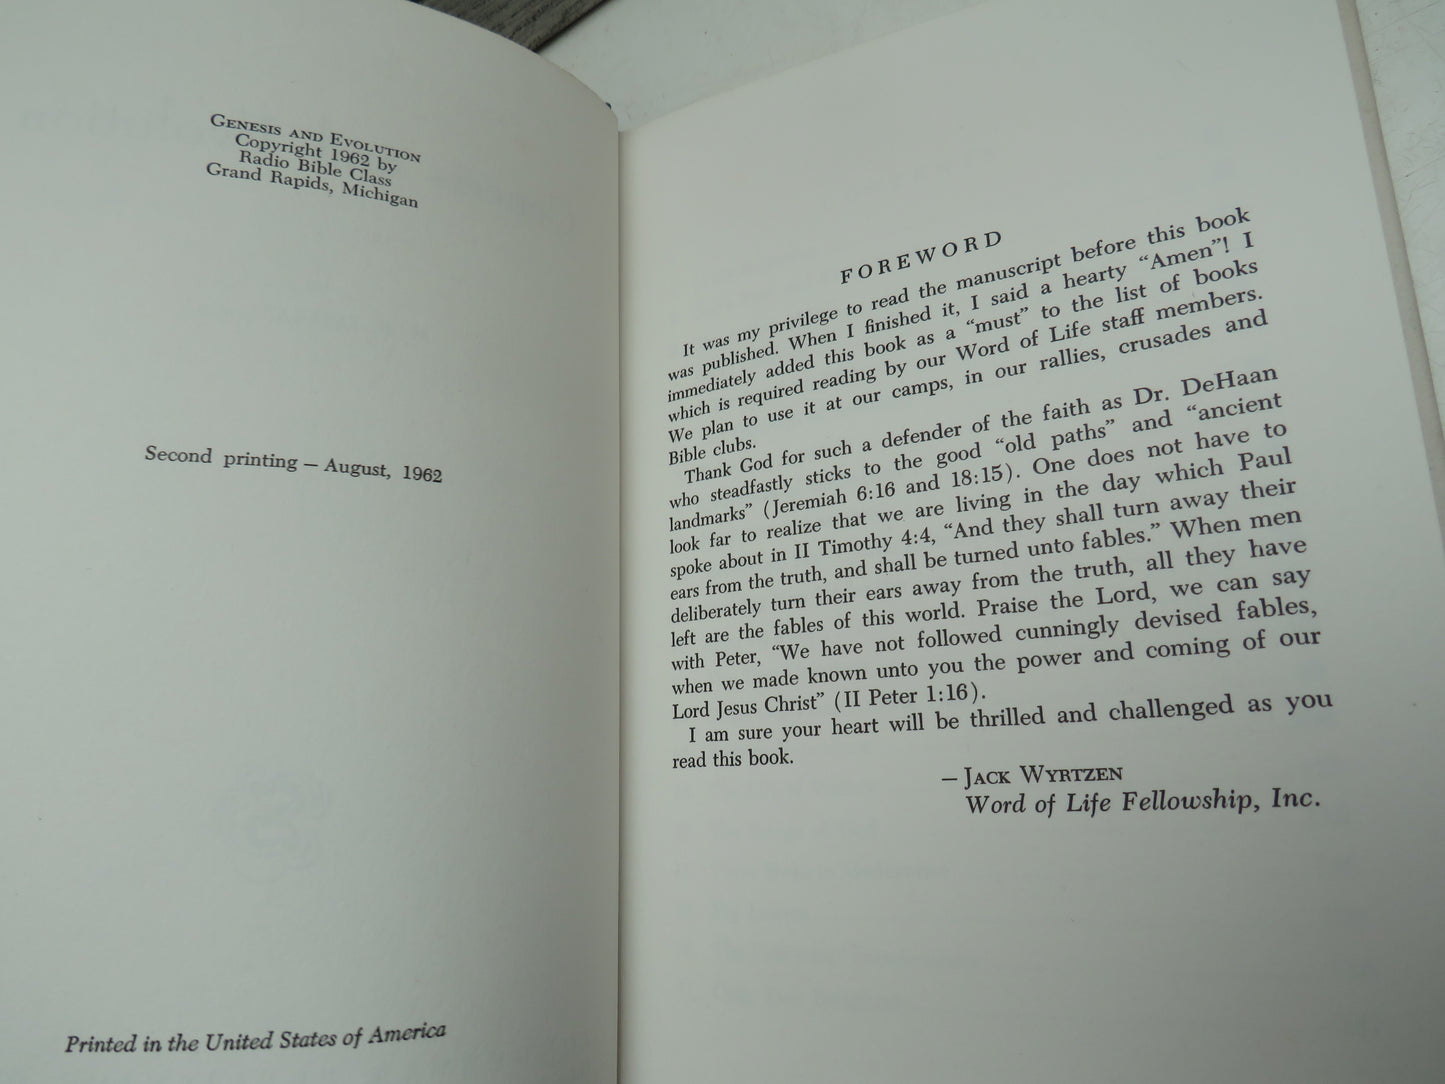 GENESIS AND EVOLUTION
Copyright 1962 by
Radio Bible Class
Grand Rapids, Michigan
Second printing — August, 1962
Printed in the United States of America
FOREWORD
It was my privilege to read the manuscript before this book
was published. When I finished it, I said a hearty “Amen”! I
immediately added this book as a “must” to the list of books
which is required reading by our Word of Life staff members.
We plan to use it at our camps, in our rallies, crusades and
Bible clubs.
Thank God for such a defender of the faith as Dr. DeHaan
who steadfastly sticks to the good “old paths” and “ancient
landmarks” (Jeremiah 6:16 and 18:15). One does not have to
look far to realize that we are living in the day which Paul
spoke about in II Timothy 4:4, “And they shall turn away their
ears from the truth, and shall be turned unto fables.” When men
deliberately turn their ears away from the truth, all they have
left are the fables of this world. Praise the Lord, we can say
with Peter, “We have not followed cunningly devised fables,
when we made known unto you the power and coming of our
Lord Jesus Christ” (II Peter 1:16).
I am sure your heart will be thrilled and challenged as you
read this book.
— JACK WYRTZEN
Word of Life Fellowship, Inc.